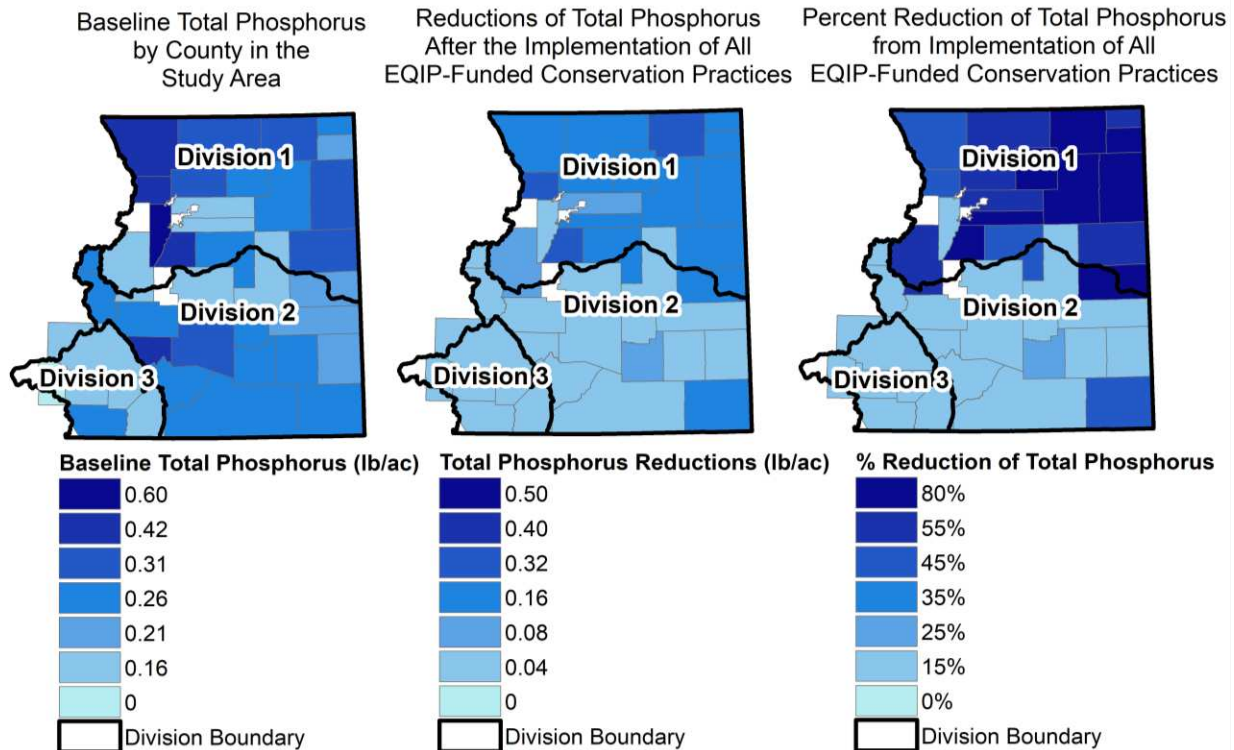 Baseline Total Phosphorus
by County in the
Study Area
Division 1
Division 2
Division 3
Baseline Total Phosphorus (lb/ac)
0.60
0.42
0.31
0.26
0.21
0.16
0
Division Boundary
Reductions of Total Phosphorus
After the Implementation of All
EQIP-Funded Conservation Practices
Division 1
Division 2
Division 3
Total Phosphorus Reductions (lb/ac)
0.50
0.40
0.32
0.16
0.08
0.04
0
Division Boundary
Percent Reduction of Total Phosphorus
from Implementation of All
EQIP-Funded Conservation Practices
Division 1
Division 2
Division 3
% Reduction of Total Phosphorus
80%
55%
45%
35%
25%
15%
0%
Division Boundary